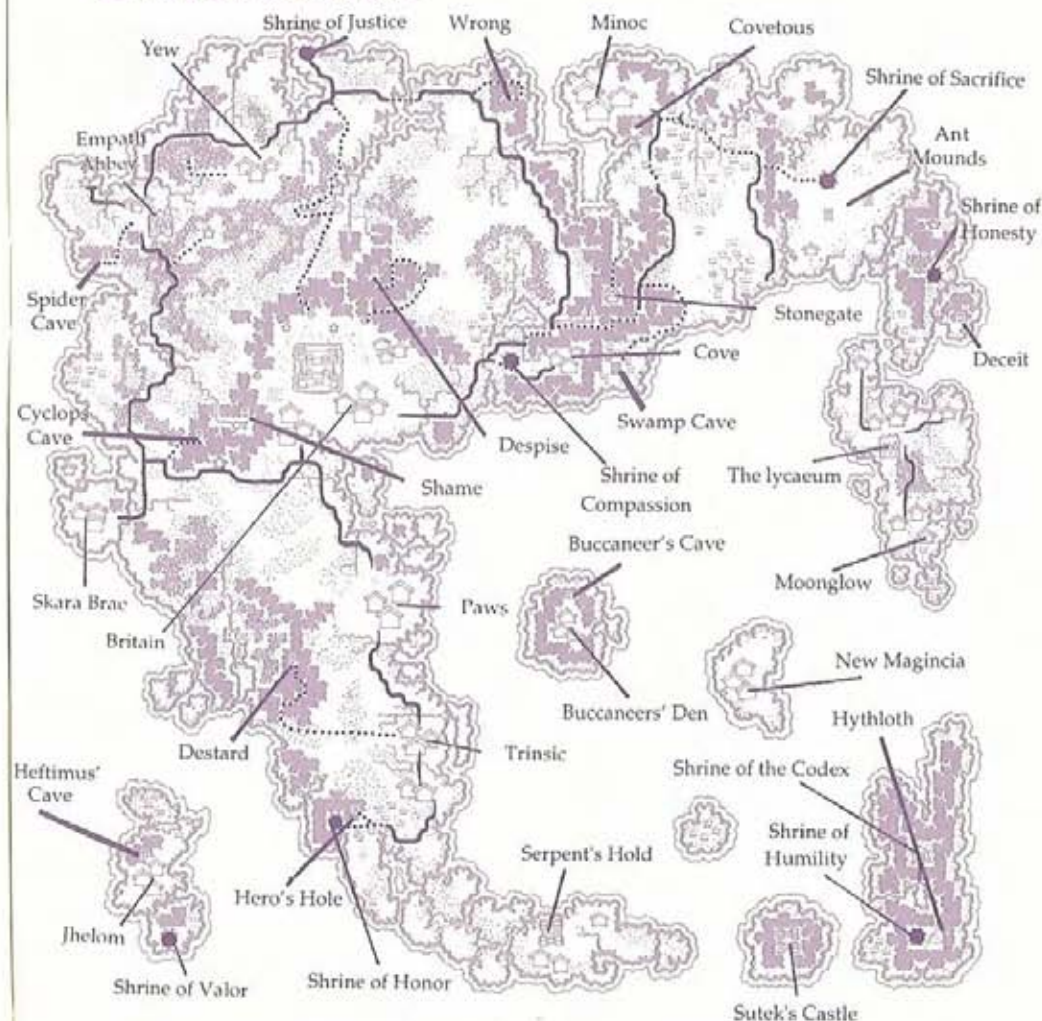 Shrine of Justice
Wrong
Minoc
Covetous
Yew
Shrine of Sacrifice
Empath
Abbey
Ant
Mounds
Shrine of
Honesty
Spider
Cave
Stonegate
Deceit
Cove
Cyclops
Cave
Swamp Cave
Despise
Shrine of
Compassion
The lycaeum
Shame
Buccaneer's Cave
Moonglow
Skara Brae
Paws
Britain
New Magincia
Buccaneers' Den
Hythloth
Destard
Trinsic
Heftimus'
Cave
Shrine of the Codex
Shrine of
Humility
Serpent's Hold
Hero's Hole
Jhelom
Shrine of Valor
Shrine of Honor
Sutek's Castle